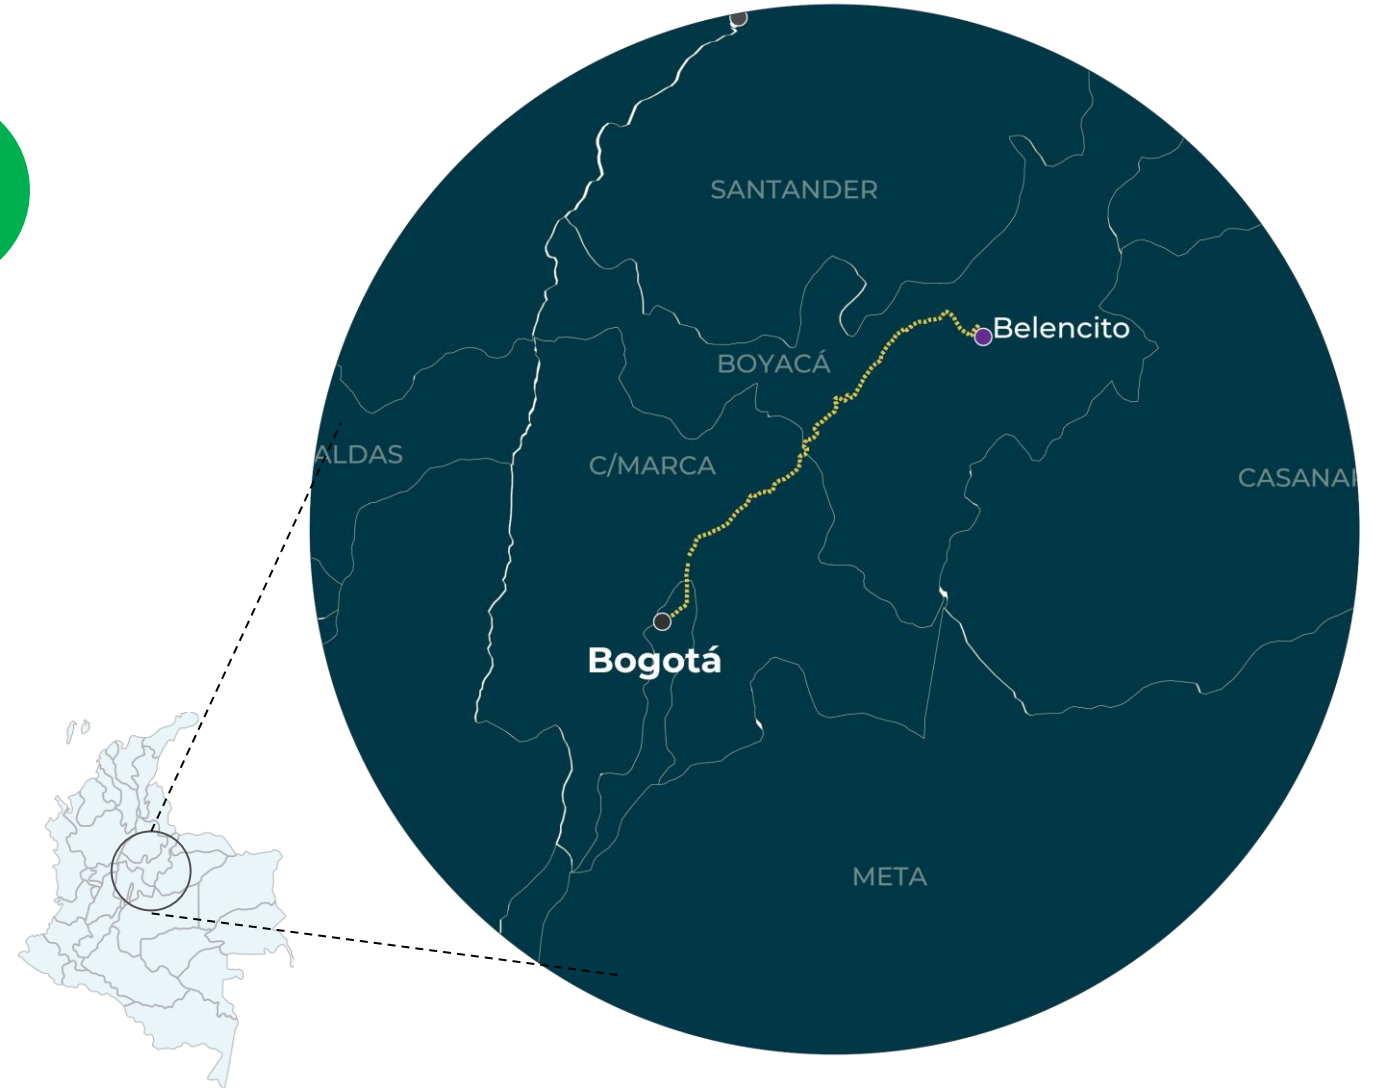 SANTANDER
Belencito
BOYACÁ
ALDAS
C/MARCA
CASANA
Bogotá
META